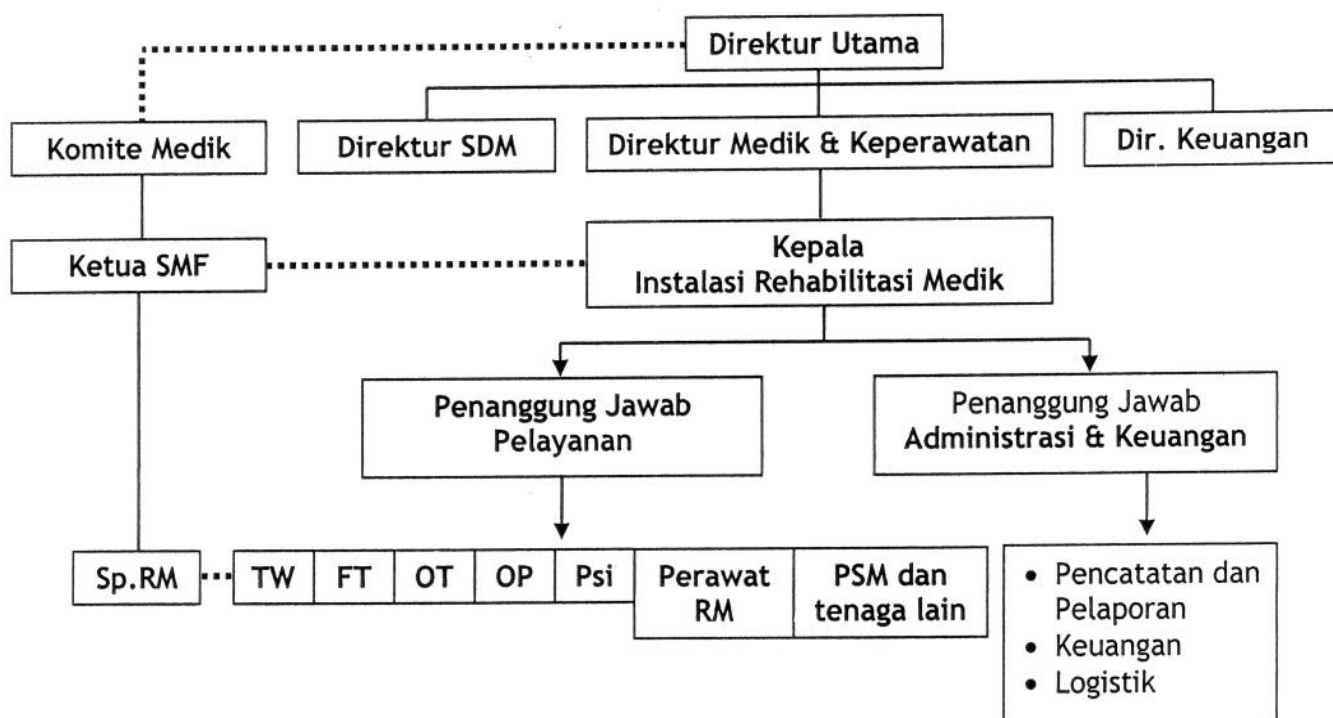 Direktur Utama
Komite Medik
Direktur SDM
Direktur Medik & Keperawatan
Dir. Keuangan
Ketua SMF
Kepala
Instalasi Rehabilitasi Medik
Penanggung Jawab
Pelayanan
Penanggung Jawab
Administrasi & Keuangan
Sp.RM
TW
FT
OT
OP
Psi
Perawat
RM
PSM dan
tenaga lain
• Pencatatan dan
Pelaporan
• Keuangan
• Logistik